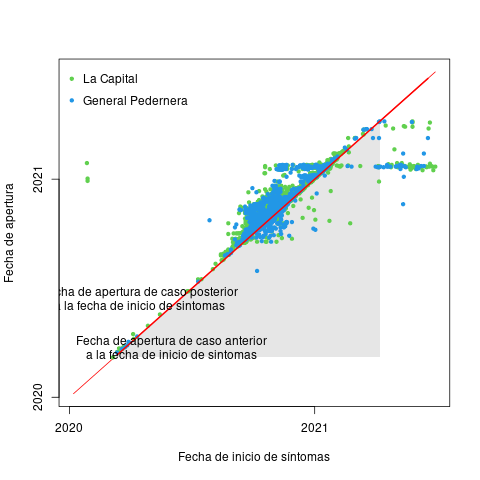 La Capital
General Pedernera
2021
Fecha de apertura
cha de apertura de caso posterior
la fecha de inicio de sintomas
Fecha de apertura de caso anterior
a la fecha de inicio de sintomas
2020
2020
2021
Fecha de inicio de síntomas